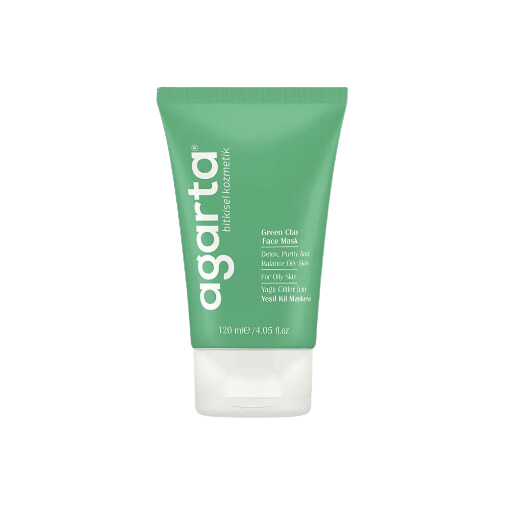 agarta®
bitkisel kozmetik
Green Clay
Face Mask
Detox, Purify And
Balance Oily Skin
For Oily Skin
Yağlı Ciltler İçin
Yeşil Kil Maskesi
120 ml℮/4.05 fl.oz